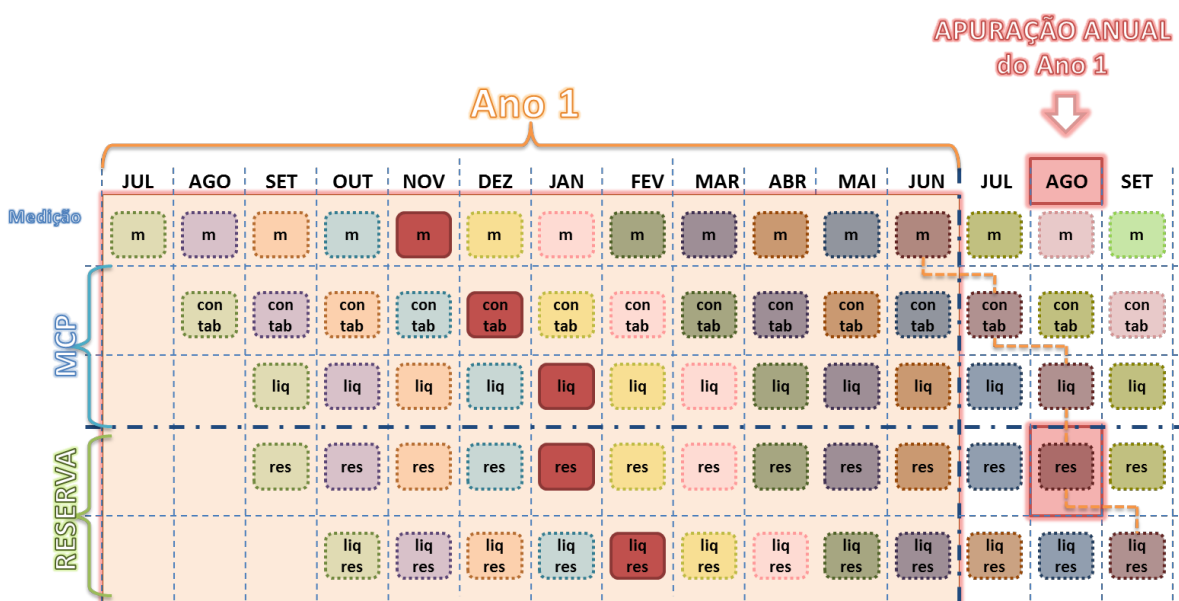 APURAÇÃO ANUAL
do Ano 1
Ano 1
JUL AGO SET OUT NOV DEZ JAN FEV MAR ABR MAI JUN JUL AGO SET
Medição
m m m m m m m m m m m m m m m
MCP
con con con con con con con con con con con con con con
tab tab tab tab tab tab tab tab tab tab tab tab tab tab
liq liq liq liq liq liq liq liq liq liq liq liq liq
RESERVA
res res res res res res res res res res res res res
liq liq liq liq liq liq liq liq liq liq liq liq
res res res res res res res res res res res res